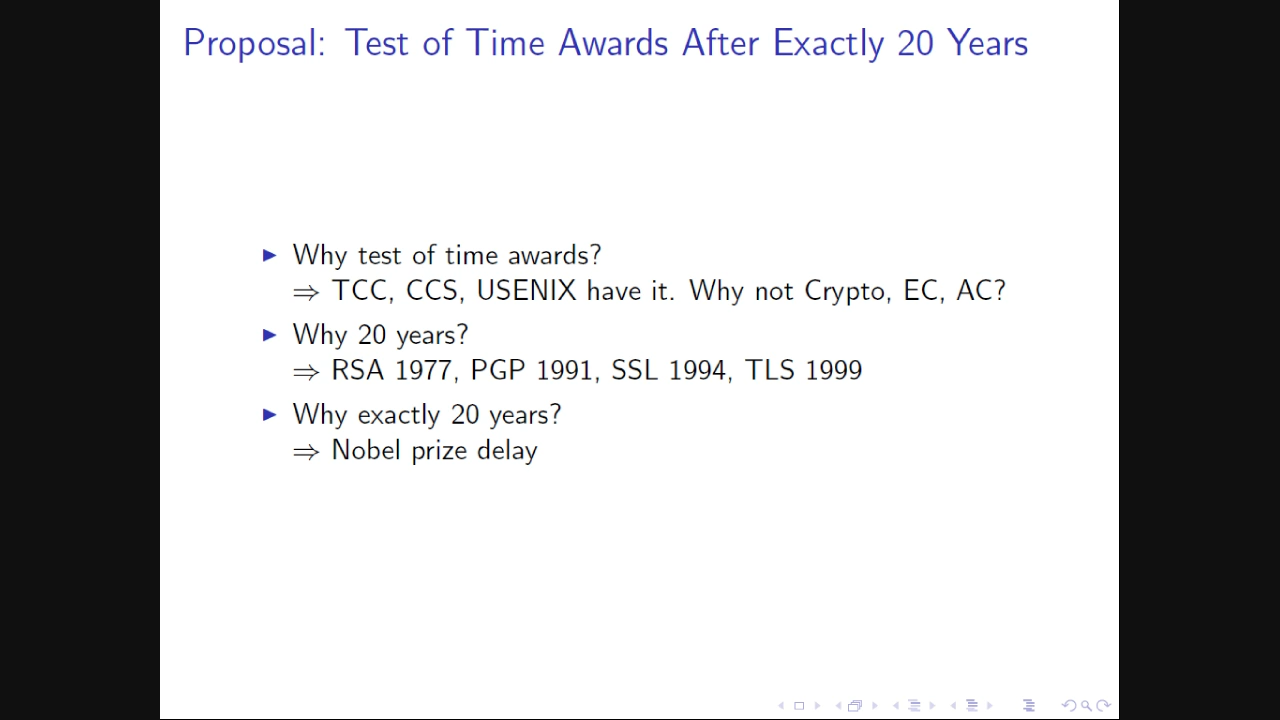 Proposal: Test of Time Awards After Exactly 20 Years
▶ Why test of time awards?
⇒ TCC, CCS, USENIX have it. Why not Crypto, EC, AC?
▶ Why 20 years?
⇒ RSA 1977, PGP 1991, SSL 1994, TLS 1999
▶ Why exactly 20 years?
⇒ Nobel prize delay